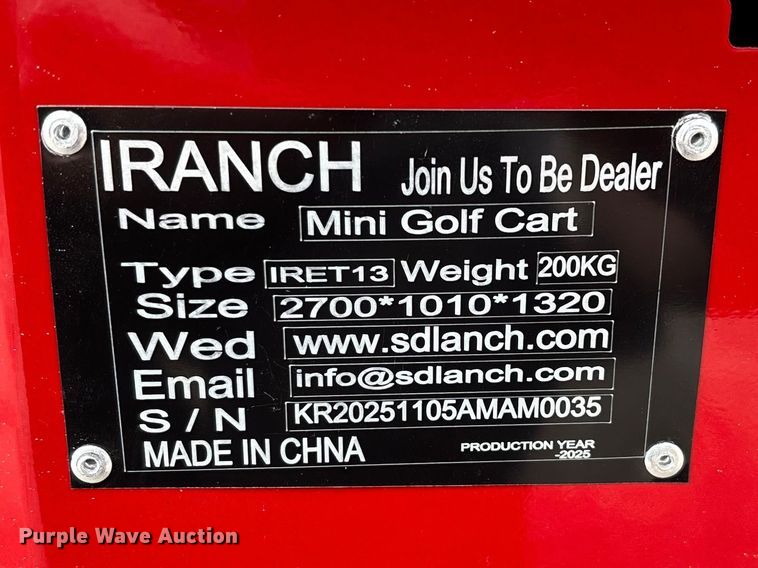 IRANCH Join Us To Be Dealer
Name Mini Golf Cart
Type IRET13 Weight 200KG
Size 2700*1010*1320
Wed www.sdlanch.com
Email info@sdlanch.com
S / N KR20251105AMAM0035
MADE IN CHNA PRODUCTION YEAR
-2025
Purple Wave Auction